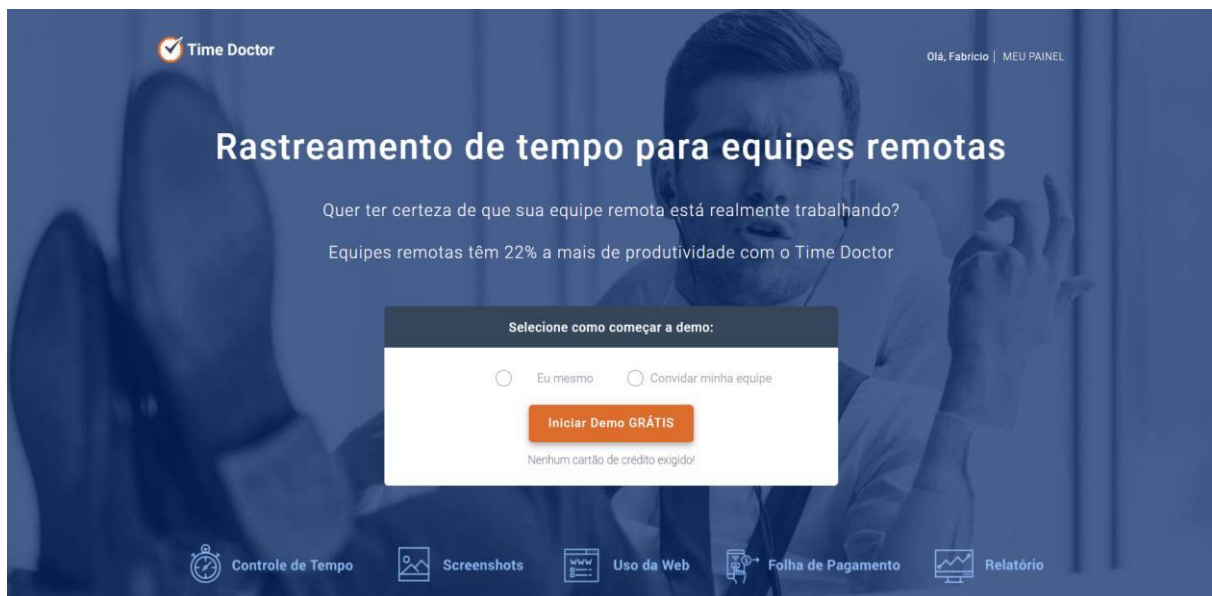 Time Doctor
Olá, Fabricio | MEU PAINEL
Rastreamento de tempo para equipes remotas
Quer ter certeza de que sua equipe remota está realmente trabalhando?
Equipes remotas têm 22% a mais de produtividade com o Time Doctor
Selecione como começar a demo:
Eu mesmo
Convidar minha equipe
Iniciar Demo GRÁTIS
Nenhum cartão de crédito exigido!
Controle de Tempo
Screenshots
WWW
Uso da Web
Folha de Pagamento
Relatório